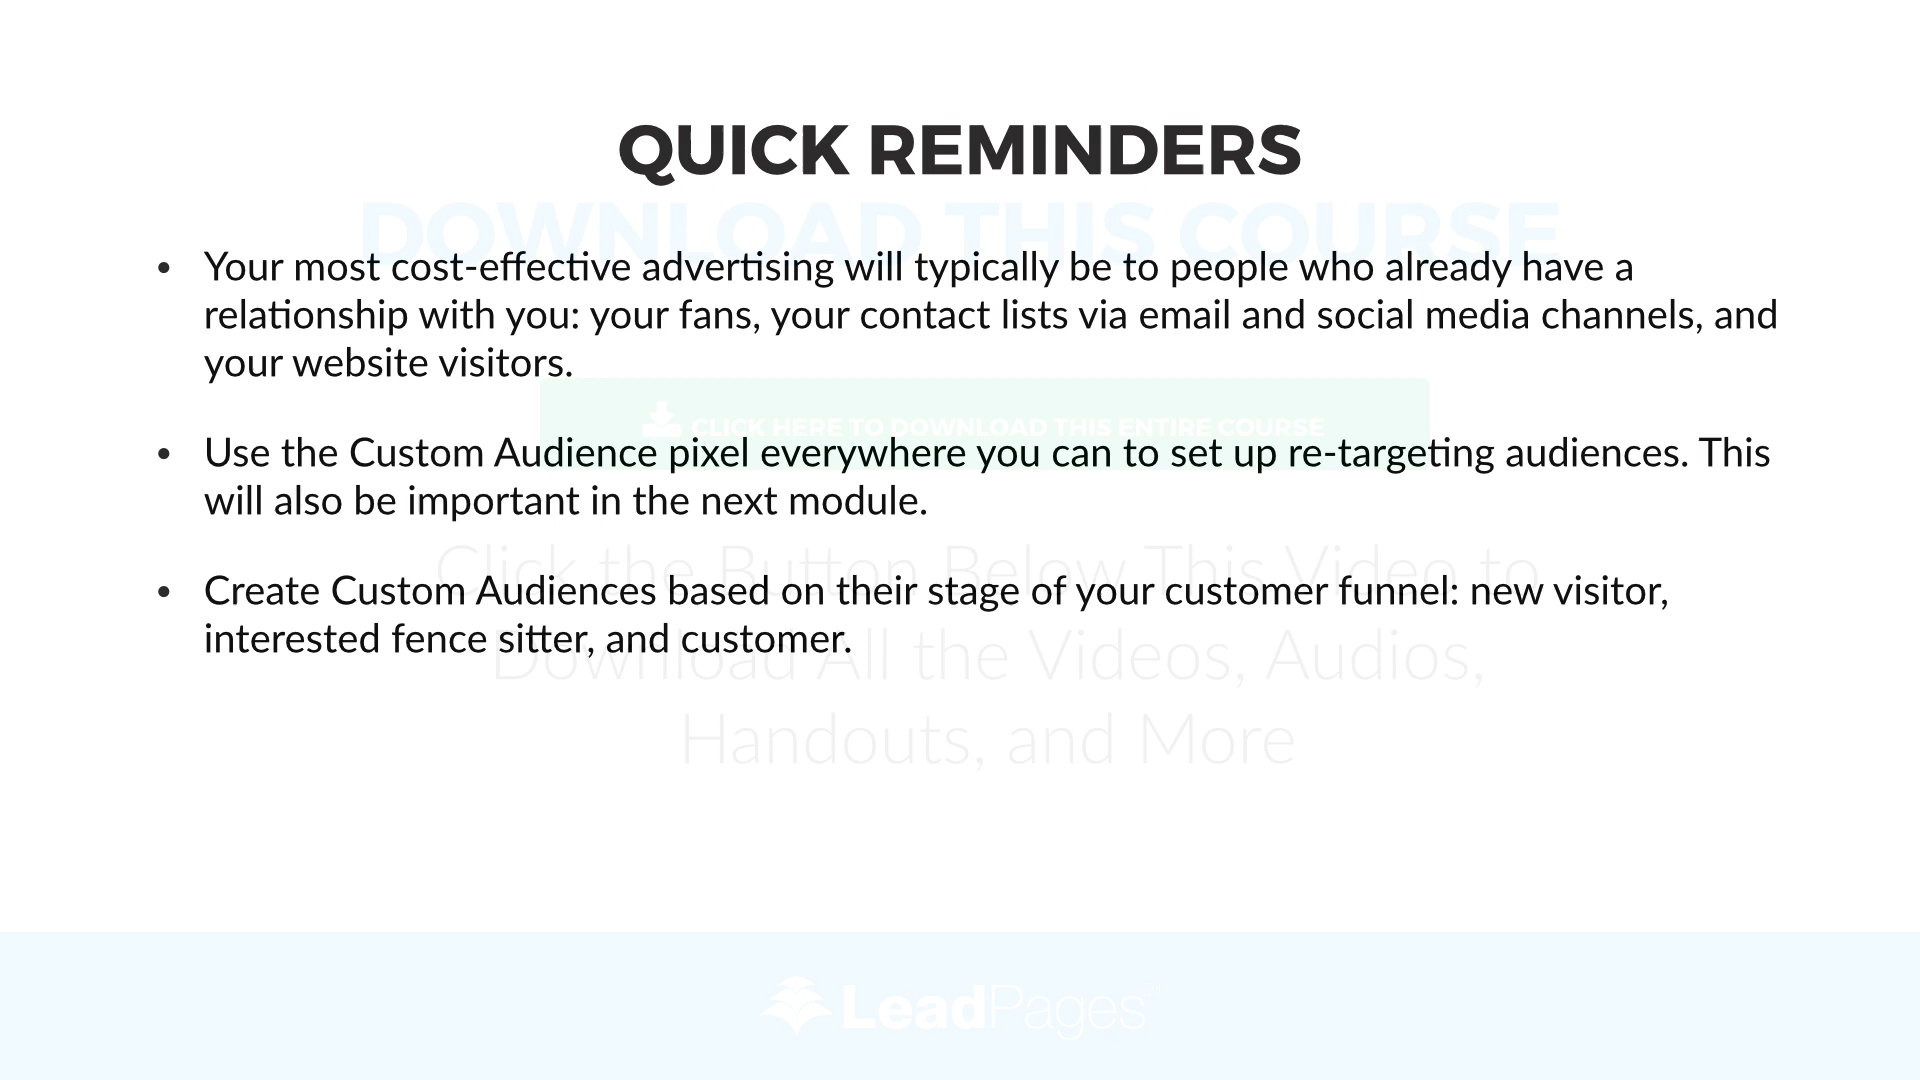 QUICK REMINDERS
DOWNLOAD THIS COURSE
• Your most cost-effective advertising will typically be to people who already have a
relationship with you: your fans, your contact lists via email and social media channels, and
your website visitors.
CLICK HERE TO DOWNLOAD THIS ENTIRE COURSE
• Use the Custom Audience pixel everywhere you can to set up re-targeting audiences. This
will also be important in the next module.
Click the Button Below This Video to
• Create Custom Audiences based on their stage of your customer funnel: new visitor,
interested fence sitter, and customer.
Download All the Videos, Audios,
Handouts, and More
LeadPages